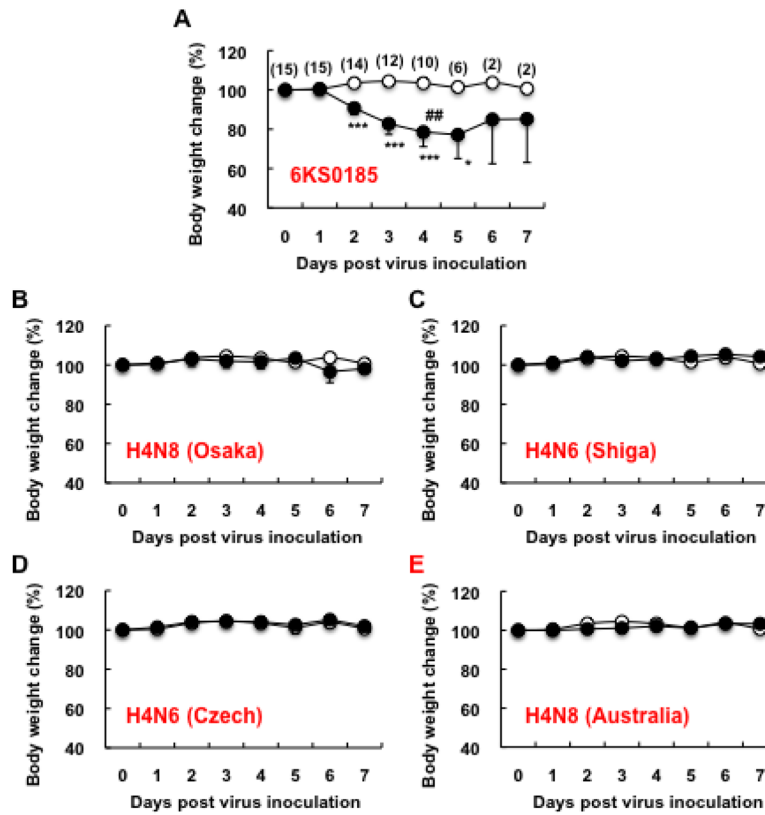 A
Body weight change (%)
120
100
80
60
40
(15) (15) (14) (12) (10) (6) (2) (2)
##
*** *** *** *
6KS0185
0 1 2 3 4 5 6 7
Days post virus inoculation
B
Body weight change (%)
120
100
80
60
40
H4N8 (Osaka)
0 1 2 3 4 5 6 7
Days post virus inoculation
C
Body weight change (%)
120
100
80
60
40
H4N6 (Shiga)
0 1 2 3 4 5 6 7
Days post virus inoculation
D
Body weight change (%)
120
100
80
60
40
H4N6 (Czech)
0 1 2 3 4 5 6 7
Days post virus inoculation
E
Body weight change (%)
120
100
80
60
40
H4N8 (Australia)
0 1 2 3 4 5 6 7
Days post virus inoculation